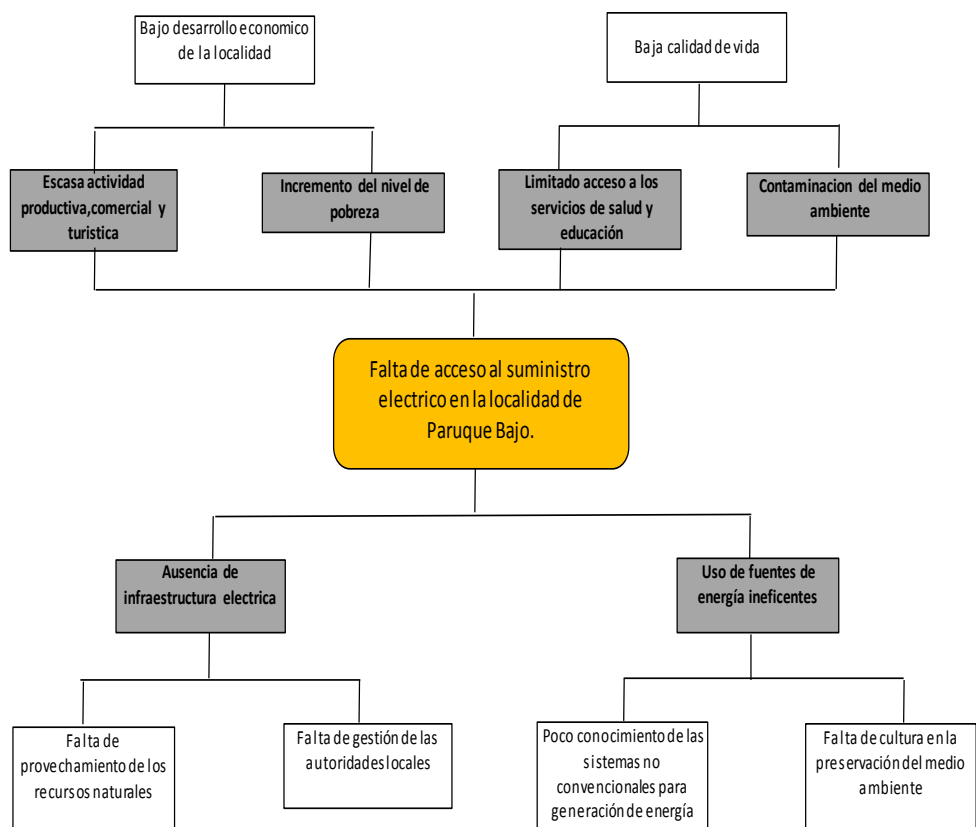 Bajo desarrollo economico
de la localidad
Baja calidad de vida
Escasa actividad
productiva,comercial y
turistica
Incremento del nivel de
pobreza
Limitado acceso a los
servicios de salud y
educación
Contaminacion del medio
ambiente
Falta de acceso al suministro
electrico en la localidad de
Paruque Bajo.
Ausencia de
infraestructura electrica
Uso de fuentes de
energía ineficentes
Falta de
provechamiento de los
recursos naturales
Falta de gestión de las
autoridades locales
Poco conocimiento de las
sistemas no
convencionales para
generación de energía
Falta de cultura en la
preservación del medio
ambiente